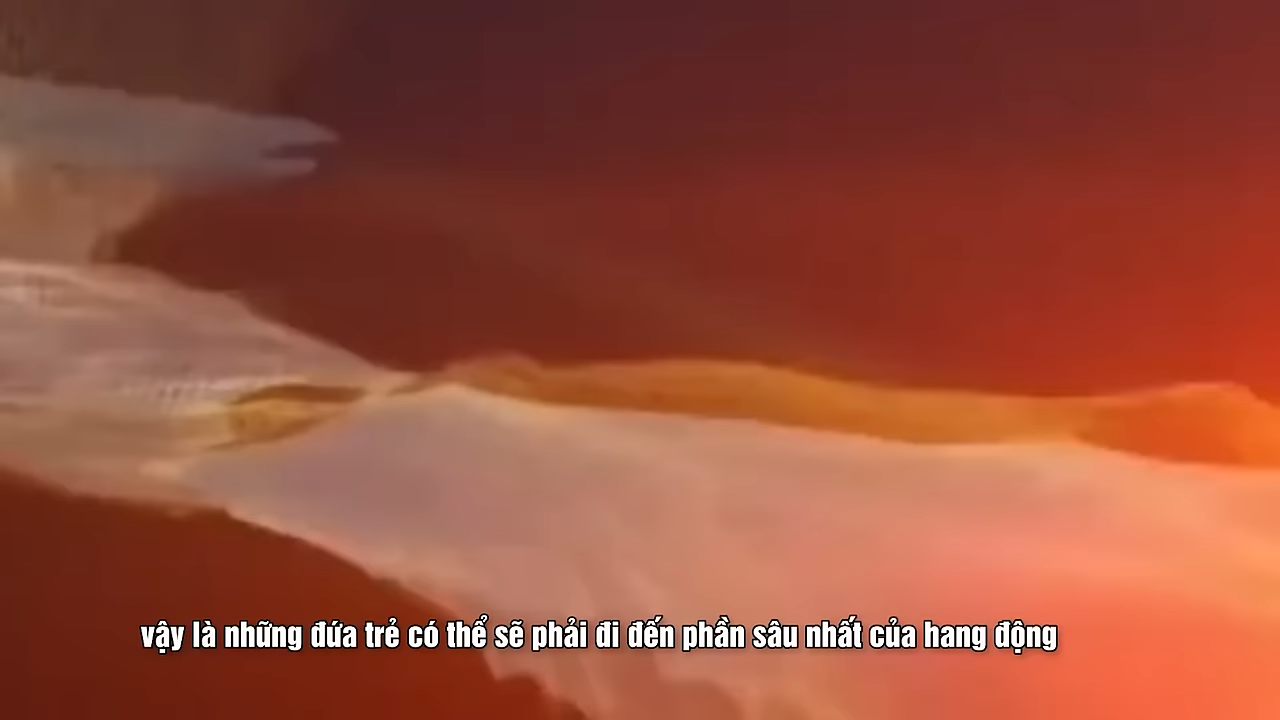 vậy là những đứa trẻ có thể sẽ phải đi đến phần sâu nhất của hang động